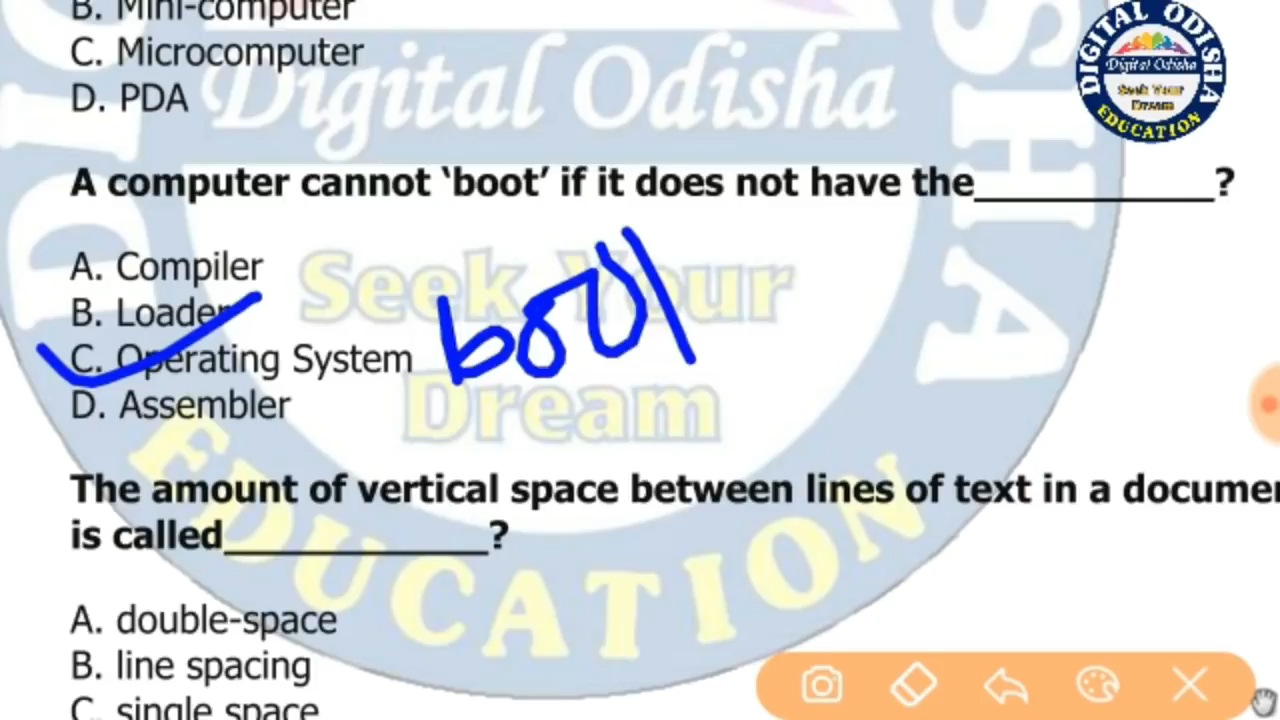 B. Mini-computer
C. Microcomputer
D. PDA
A computer cannot ‘boot’ if it does not have the____________?
A. Compiler
B. Loader
C. Operating System
D. Assembler
The amount of vertical space between lines of text in a documen
is called_____________?
A. double-space
B. line spacing
C. single space
Digital Odisha
Seek Your
Dream
EDUCATION
DIGITAL ODISHA
Digital Odisha
Seek Your
Dream
EDUCATION